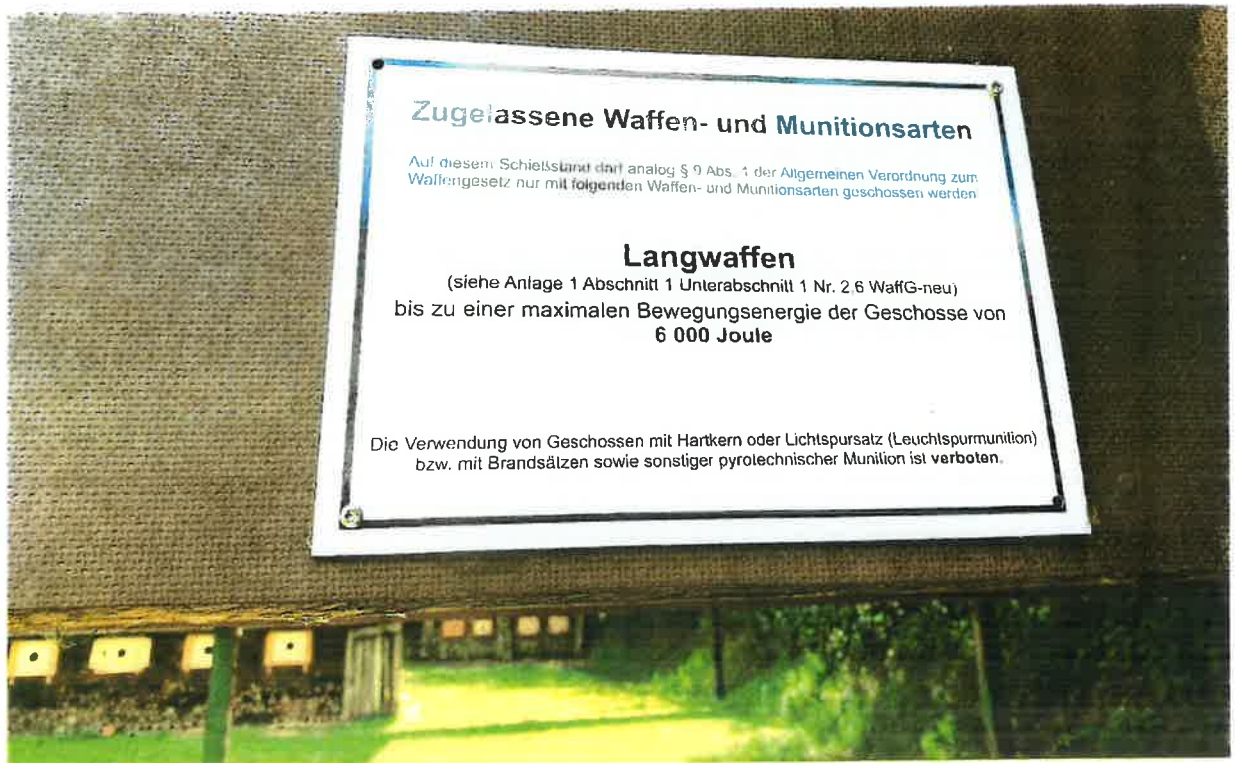 Zugelassene Waffen- und Munitionsarten
Auf diesem Schießstand darf analog § 9 Abs. 1 der Allgemeinen Verordnung zum
Waffengesetz nur mit folgenden Waffen- und Munitionsarten geschossen werden
Langwaffen
(siehe Anlage 1 Abschnitt 1 Unterabschnitt 1 Nr. 2.6 WaffG-neu)
bis zu einer maximalen Bewegungsenergie der Geschosse von
6 000 Joule
Die Verwendung von Geschossen mit Hartkern oder Lichtspursatz (Leuchtspurmunition)
bzw. mit Brandsätzen sowie sonstiger pyrotechnischer Munition ist verboten.